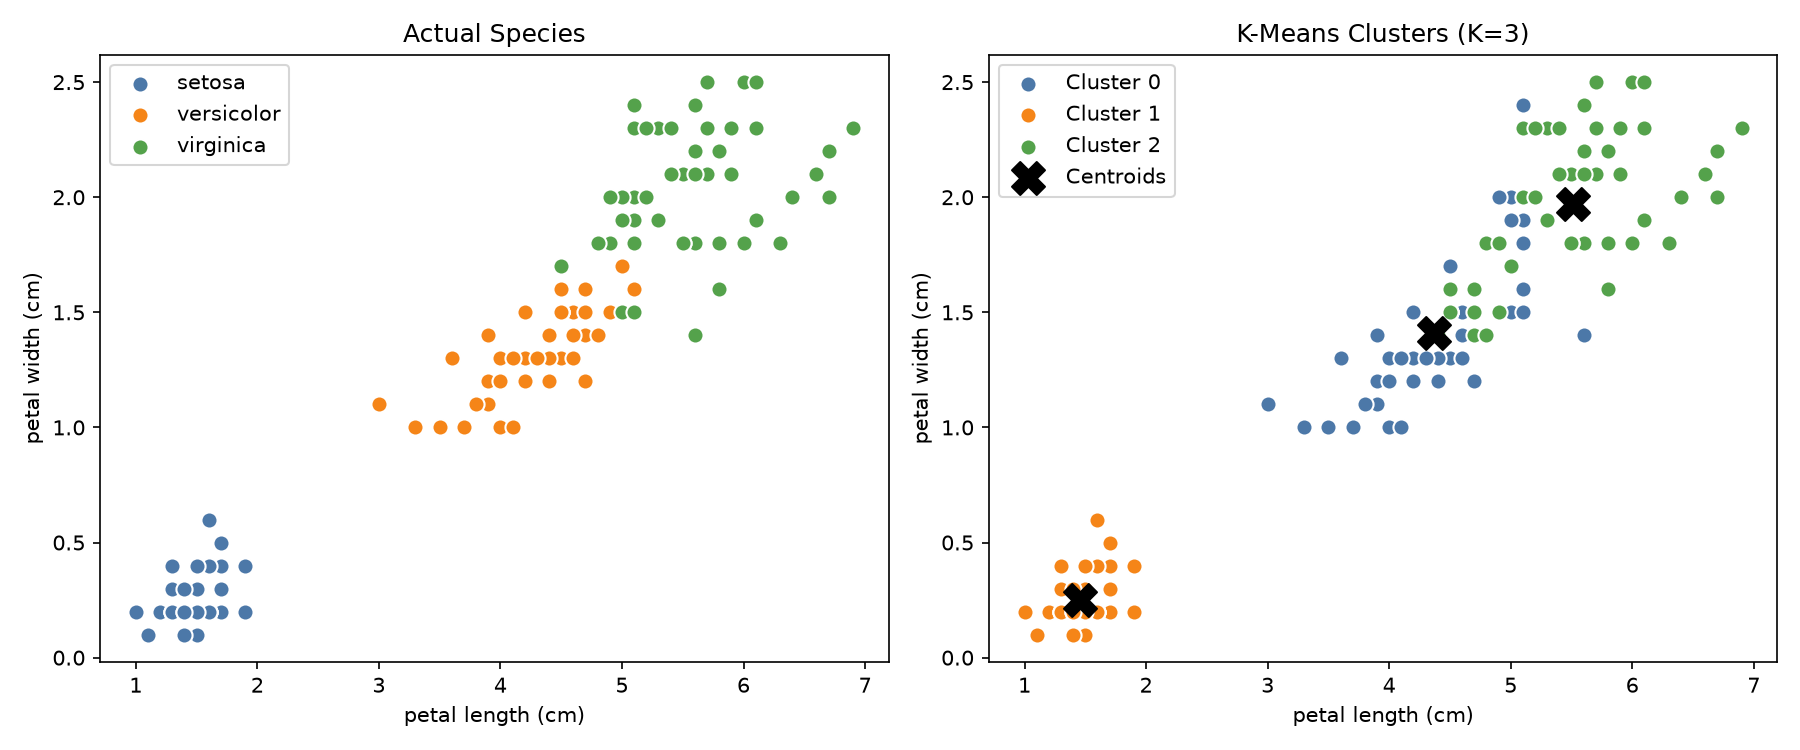 Actual Species
setosa
versicolor
virginica
2.5
2.0
1.5
1.0
0.5
0.0
petal width (cm)
1 2 3 4 5 6 7
petal length (cm)
K-Means Clusters (K=3)
Cluster 0
Cluster 1
Cluster 2
Centroids
2.5
2.0
1.5
1.0
0.5
0.0
petal width (cm)
1 2 3 4 5 6 7
petal length (cm)